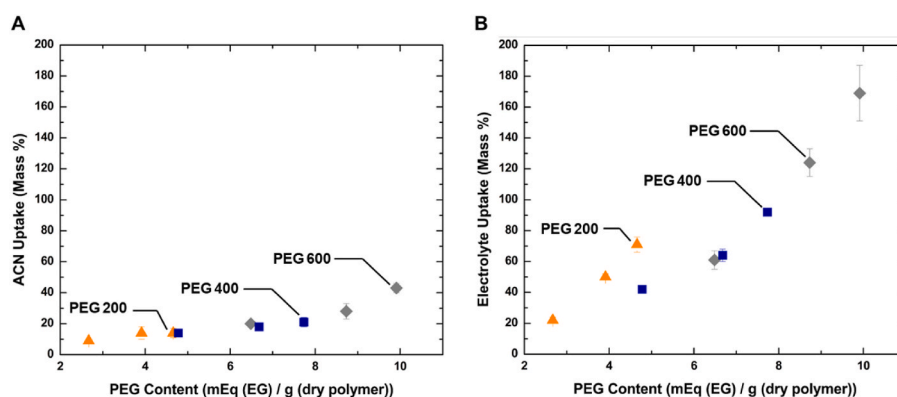 A
200
180
160
140
120
100
80
60
40
20
0
ACN Uptake (Mass %)
PEG 200
PEG 400
PEG 600
2
4
6
8
10
PEG Content (mEq (EG) / g (dry polymer))
B
200
180
160
140
120
100
80
60
40
20
0
Electrolyte Uptake (Mass %)
PEG 600
PEG 400
PEG 200
2
4
6
8
10
PEG Content (mEq (EG) / g (dry polymer))